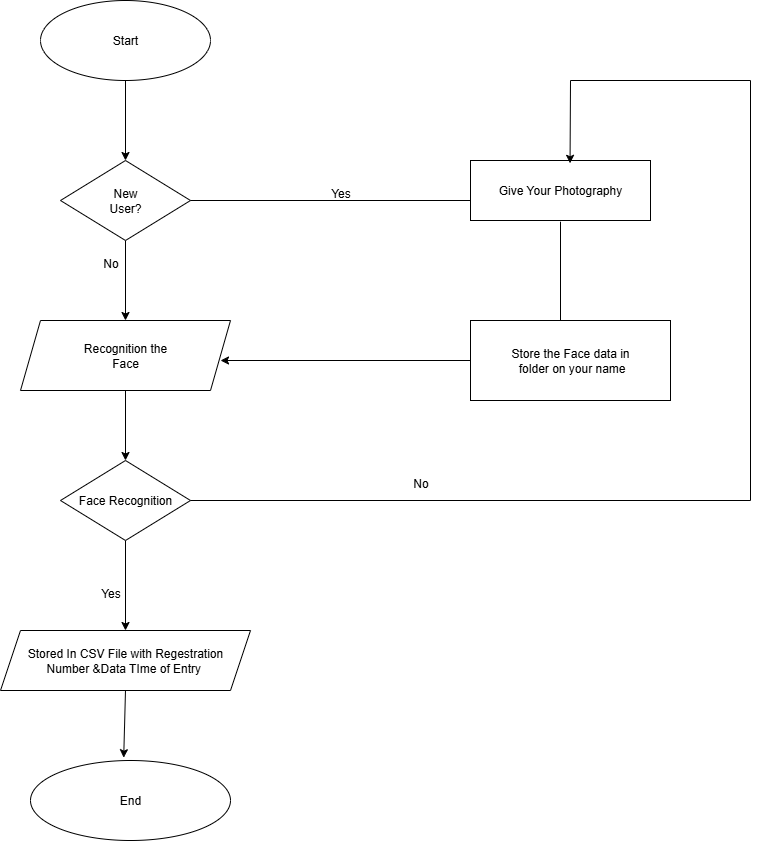 Start
New
User?
Yes
Give Your Photography
No
Recognition the
Face
Store the Face data in
folder on your name
Face Recognition
No
Yes
Stored In CSV File with Regestration
Number &Data TIme of Entry
End